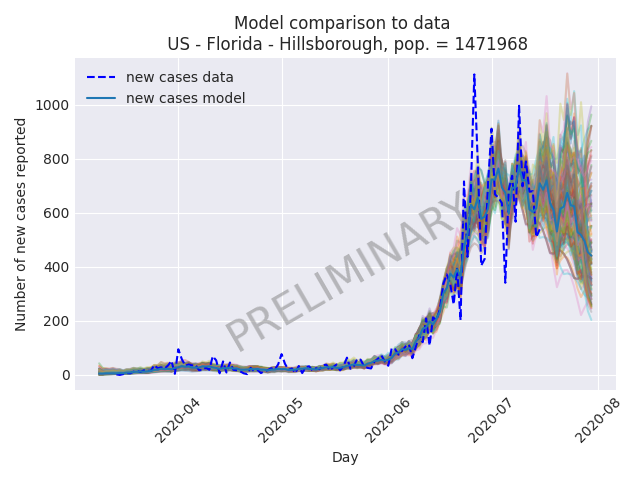 Model comparison to data
US - Florida - Hillsborough, pop. = 1471968
new cases data
new cases model
Number of new cases reported
1000
800
600
400
200
0
PRELIMINARY
2020-04
2020-05
2020-06
2020-07
2020-08
Day